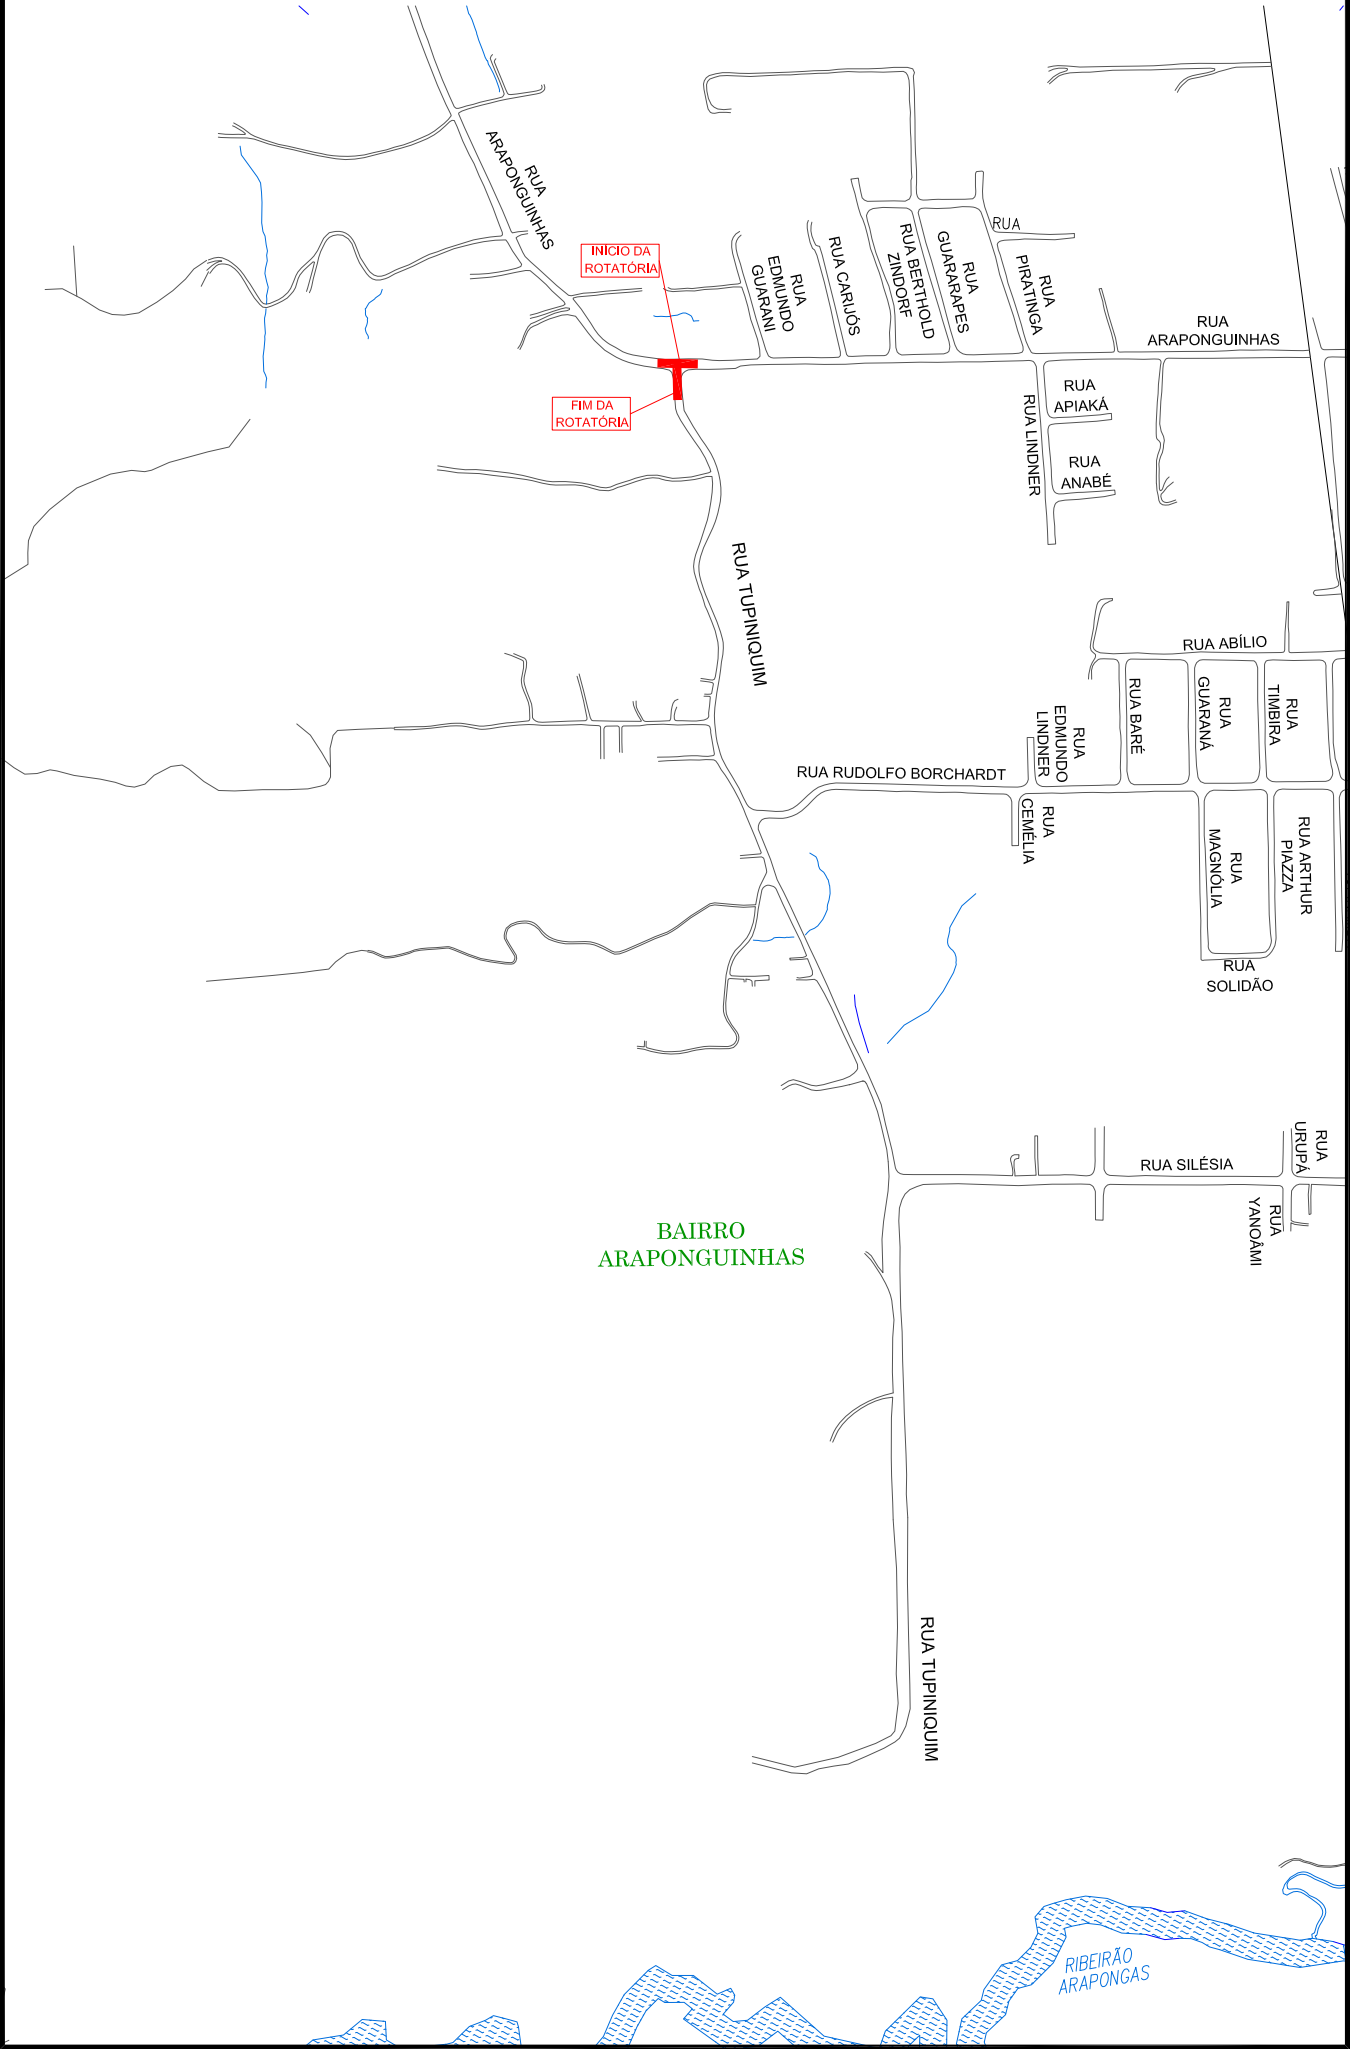 RUA
ARAPONGUINHAS
INÍCIO DA
ROTATÓRIA
FIM DA
ROTATÓRIA
RUA
EDMUNDO
GUARANI
RUA CARIJÓS
RUA BERTHOLD
ZINDORF
RUA
GUARARAPES
RUA
RUA
PIRATINGA
RUA
ARAPONGUINHAS
RUA LINDNER
RUA
APIAKÁ
RUA
ANABÉ
RUA TUPINIQUIM
RUA ABÍLIO
RUA BARÉ
RUA
GUARANÁ
RUA
TIMBIRA
RUA
EDMUNDO
LINDNER
RUA RUDOLFO BORCHARDT
RUA
CEMÉLIA
RUA
MAGNÓLIA
RUA ARTHUR
PIAZZA
RUA
SOLIDÃO
RUA SILÉSIA
RUA
URUPÁ
RUA
YANOÂMI
BAIRRO
ARAPONGUINHAS
RUA TUPINIQUIM
RIBEIRÃO
ARAPONGAS